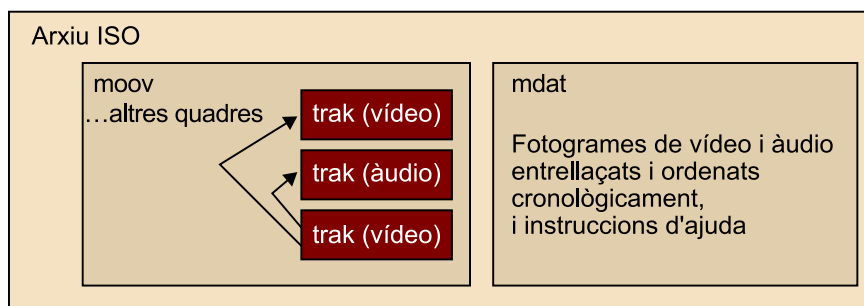 Arxiu ISO
moov
...altres quadres
trak (vídeo)
trak (àudio)
trak (vídeo)
mdat
Fotogrames de vídeo i àudio
entrellaçats i ordenats
cronològicament,
i instruccions d'ajuda